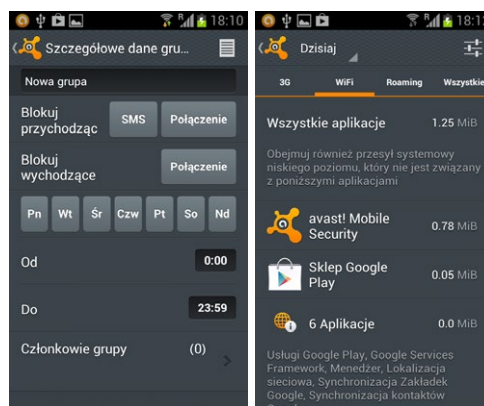 18:10
Szczegółowe dane gru...
Nowa grupa
Blokuj
przychodząc
SMS
Połączenie
Blokuj
wychodzące
Połączenie
Pn Wt Śr Czw Pt So Nd
Od
0:00
Do
23:59
Członkowie grupy
(0)
Dzisiaj
3G WiFi Roaming Wszystkie
Wszystkie aplikacje
1.25 MiB
Obejmuj również przesył systemowy
niskiego poziomu, który nie jest związany
z poniższymi aplikacjami
avast! Mobile
Security
0.78 MiB
Sklep Google
Play
0.05 MiB
6 Aplikacje
0.0 MiB
Usługi Google Play, Google Services
Framework, Menedżer, Lokalizacja
sieciowa, Synchronizacja Zakładek
Google, Synchronizacja kontaktów